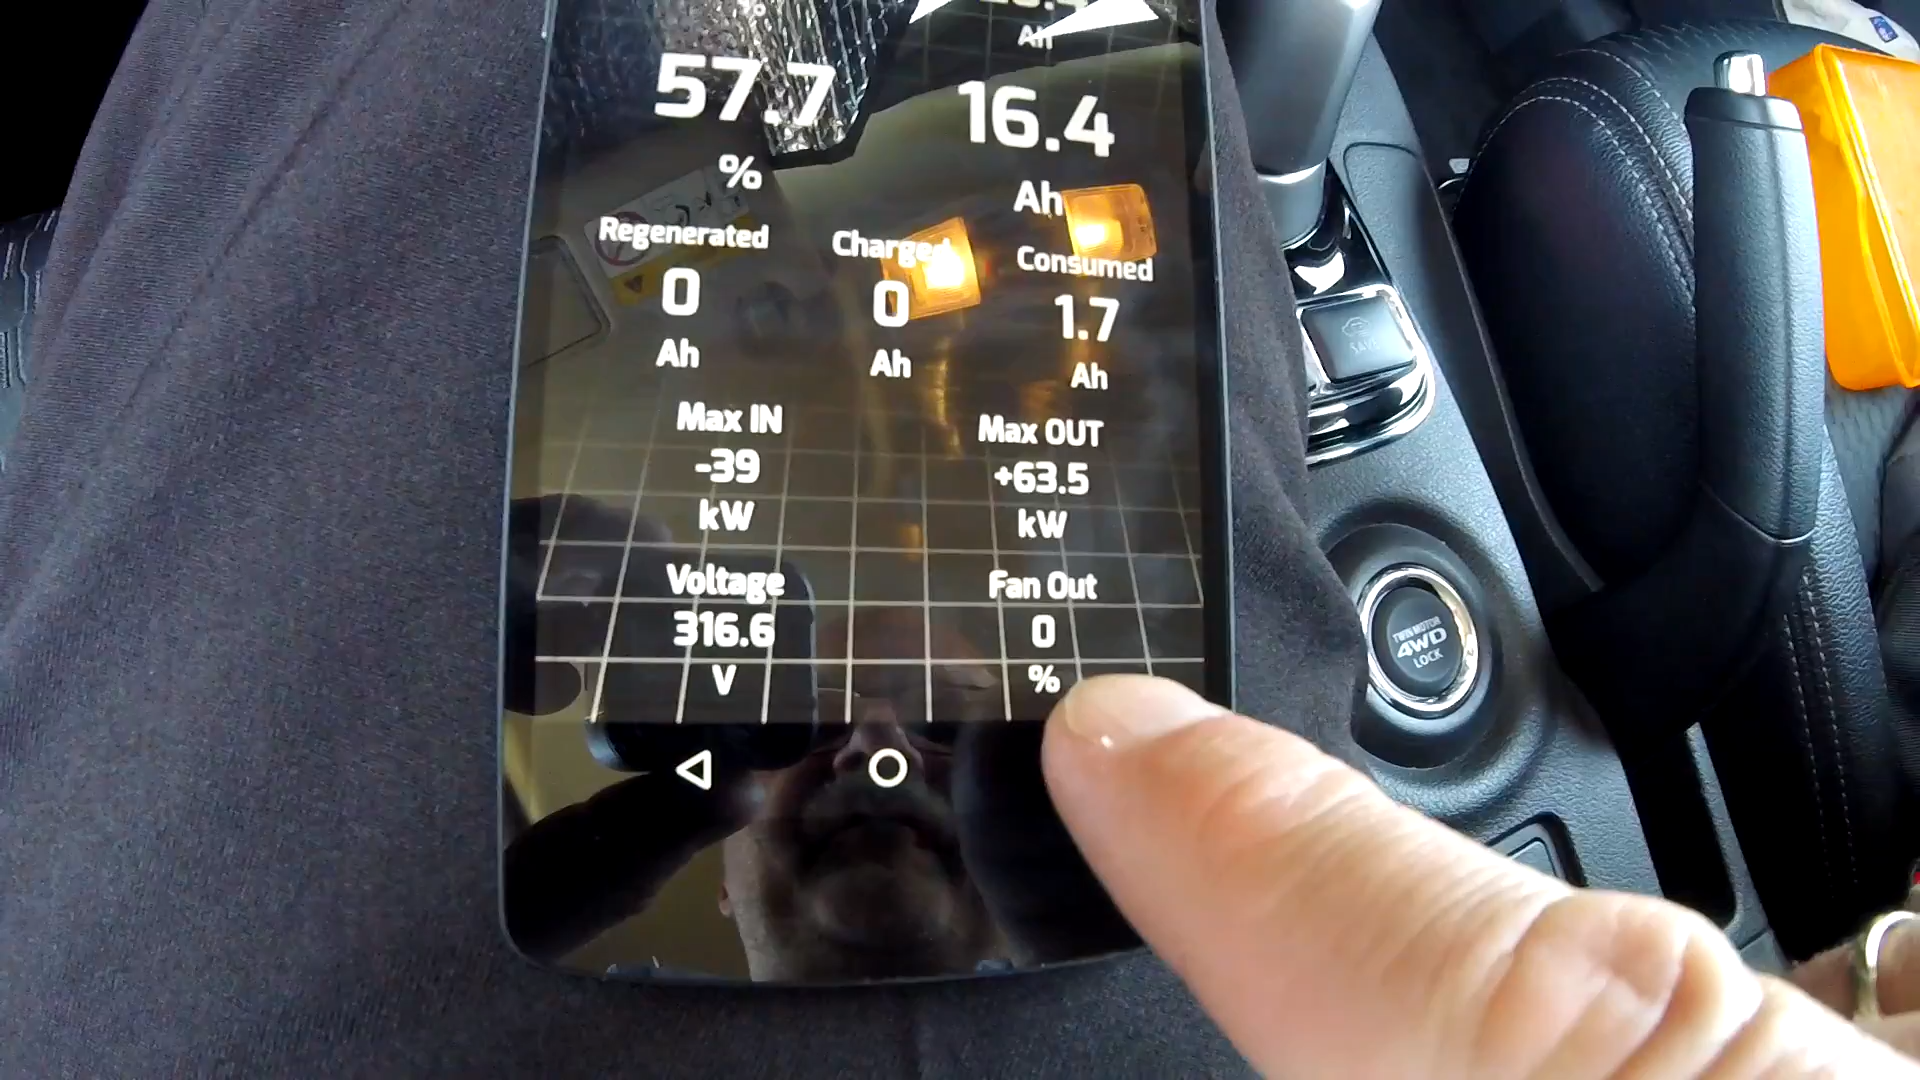 Ah
57.7 16.4
% Ah
Regenerated Charged Consumed
0 0 1.7
Ah Ah Ah
Max IN Max OUT
-39 +63.5
kW kW
Voltage Fan Out
316.6 0
V %
SAVE
TWIN MOTOR
4WD
LOCK